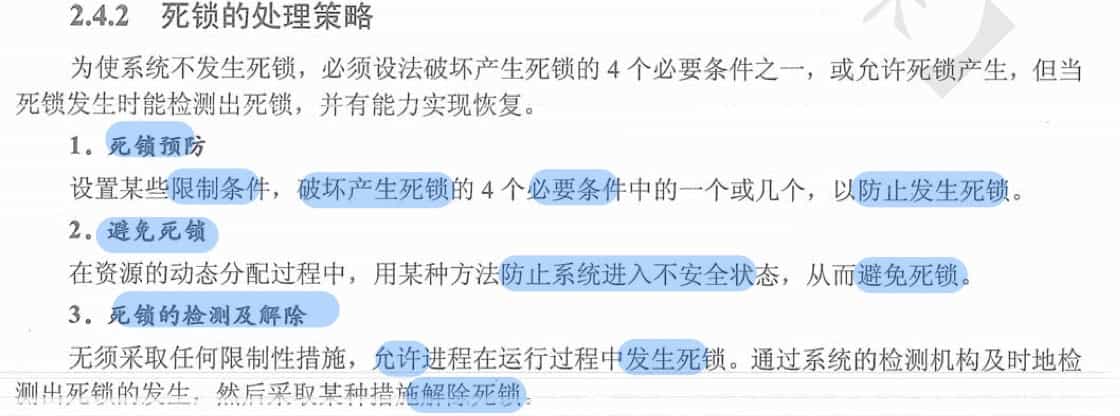 2.4.2 死锁的处理策略
为使系统不发生死锁，必须设法破坏产生死锁的 4 个必要条件之一，或允许死锁产生，但当
死锁发生时能检测出死锁，并有能力实现恢复。
1。死锁预防
设置某些限制条件，破坏产生死锁的 4 个必要条件中的一个或几个，以防止发生死锁。
2。避免死锁
在资源的动态分配过程中，用某种方法防止系统进入不安全状态，从而避免死锁。
3。死锁的检测及解除
无须采取任何限制性措施，允许进程在运行过程中发生死锁。通过系统的检测机构及时地检
测出死锁的发生，然后采取某种措施解除死锁。